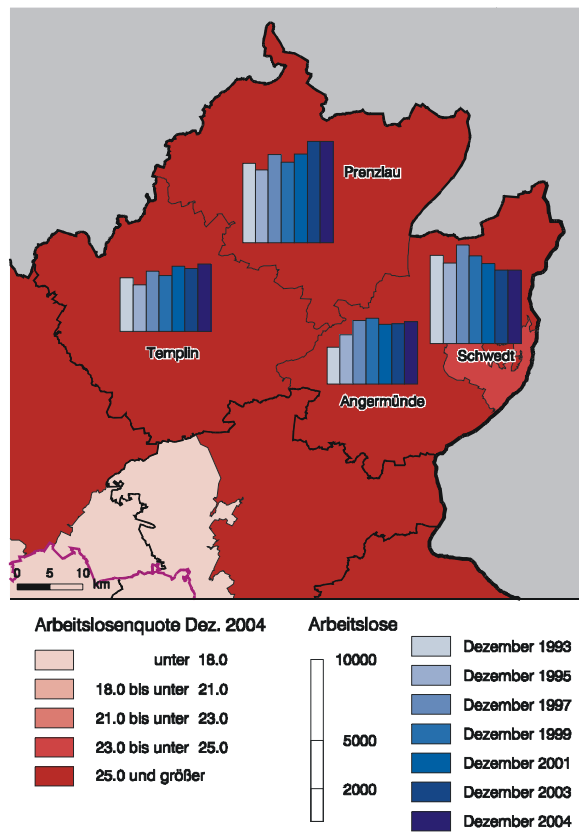 Prenzlau
Templin
Schwedt
Angermünde
0 5 10
km
Arbeitslosenquote Dez. 2004
unter 18.0
18.0 bis unter 21.0
21.0 bis unter 23.0
23.0 bis unter 25.0
25.0 und größer
Arbeitslose
10000
5000
2000
Dezember 1993
Dezember 1995
Dezember 1997
Dezember 1999
Dezember 2001
Dezember 2003
Dezember 2004